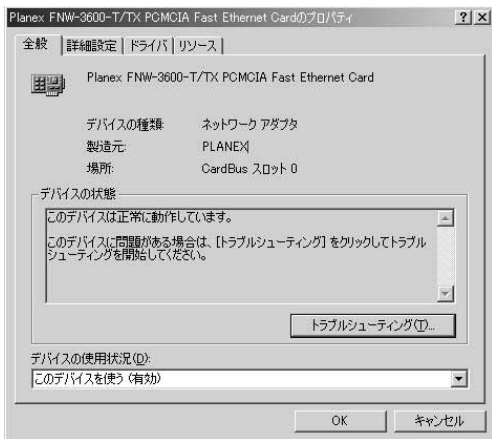 Planex FNW-3600-T/TX PCMCIA Fast Ethernet Cardのプロパティ
全般 詳細設定 ドライバ リソース
Planex FNW-3600-T/TX PCMCIA Fast Ethernet Card
デバイスの種類: ネットワーク アダプタ
製造元: PLANEX
場所: CardBus スロット 0
デバイスの状態
このデバイスは正常に動作しています。
このデバイスに問題がある場合は、[トラブルシューティング] をクリックしてトラブル
シューティングを開始してください。
トラブルシューティング(T)...
デバイスの使用状況(D):
このデバイスを使う (有効)
OK キャンセル